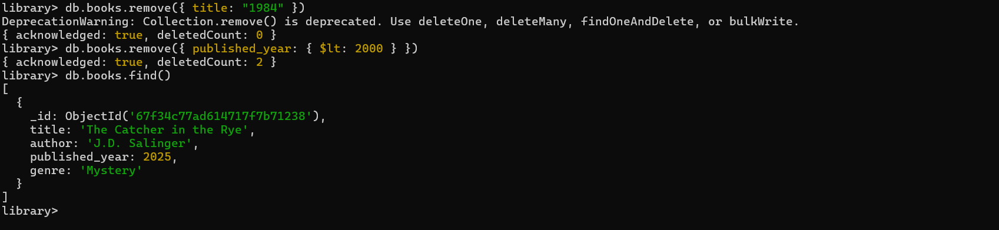 library> db.books.remove({ title: "1984" })
DeprecationWarning: Collection.remove() is deprecated. Use deleteOne, deleteMany, findOneAndDelete, or bulkWrite.
{ acknowledged: true, deletedCount: 0 }
library> db.books.remove({ published_year: { $lt: 2000 } })
{ acknowledged: true, deletedCount: 2 }
library> db.books.find()
[
  {
    _id: ObjectId('67f34c77ad614717f7b71238'),
    title: 'The Catcher in the Rye',
    author: 'J.D. Salinger',
    published_year: 2025,
    genre: 'Mystery'
  }
]
library>